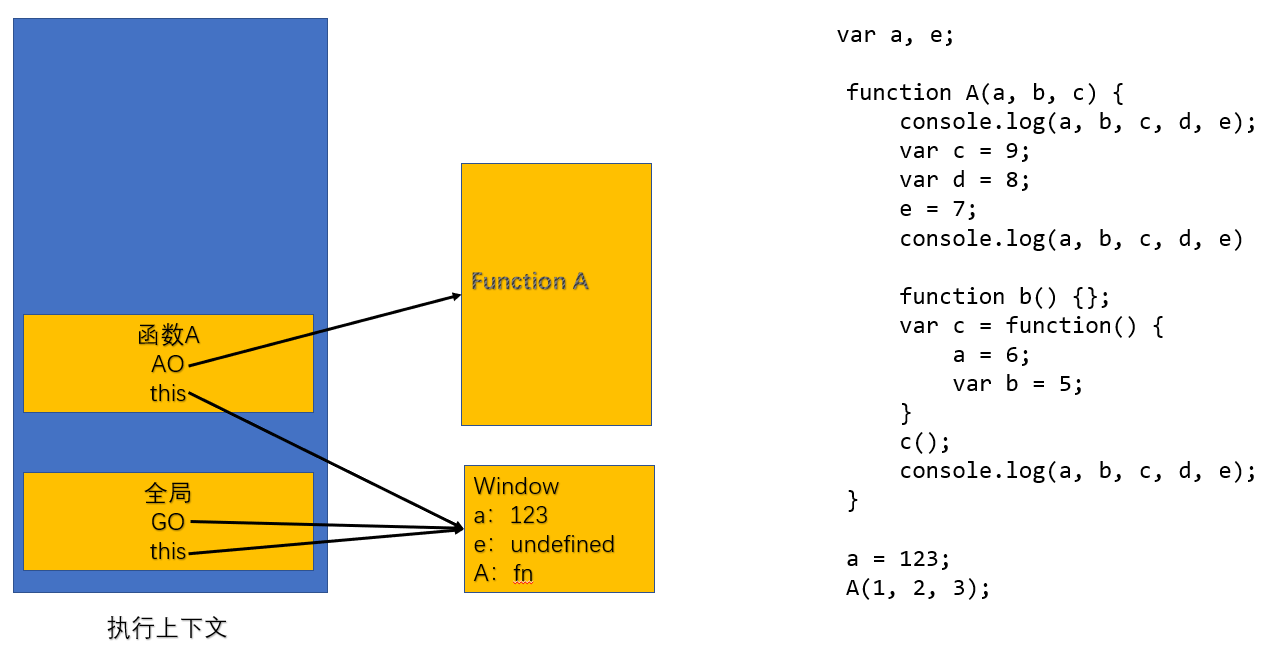 函数A
AO
this
全局
GO
this
执行上下文
Function A
Window
a： 123
e： undefined
A： fn
var a, e;
function A(a, b, c) {
console.log(a, b, c, d, e);
var c = 9;
var d = 8;
e = 7;
console.log(a, b, c, d, e)
function b() {};
var c = function() {
a = 6;
var b = 5;
}
c();
console.log(a, b, c, d, e);
}
a = 123;
A(1, 2, 3);